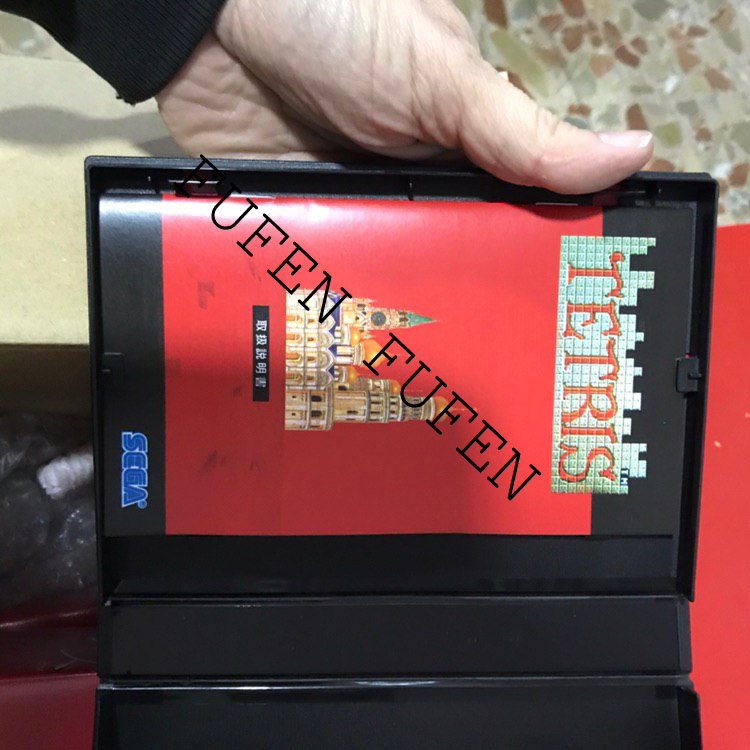 TETRIS
TM
取扱説明書
SEGA®
FUFEN FUFEN